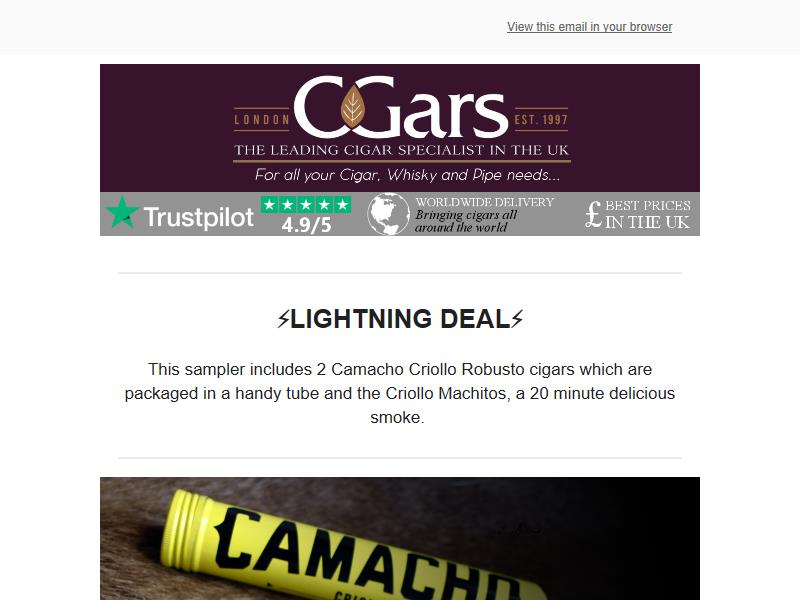 View this email in your browser
LONDON CGars EST. 1997
THE LEADING CIGAR SPECIALIST IN THE UK
For all your Cigar, Whisky and Pipe needs...
Trustpilot
4.9/5
WORLDWIDE DELIVERY
Bringing cigars all
around the world
£ BEST PRICES
IN THE UK
⚡LIGHTNING DEAL⚡
This sampler includes 2 Camacho Criollo Robusto cigars which are
packaged in a handy tube and the Criollo Machitos, a 20 minute delicious
smoke.
CAMACHO